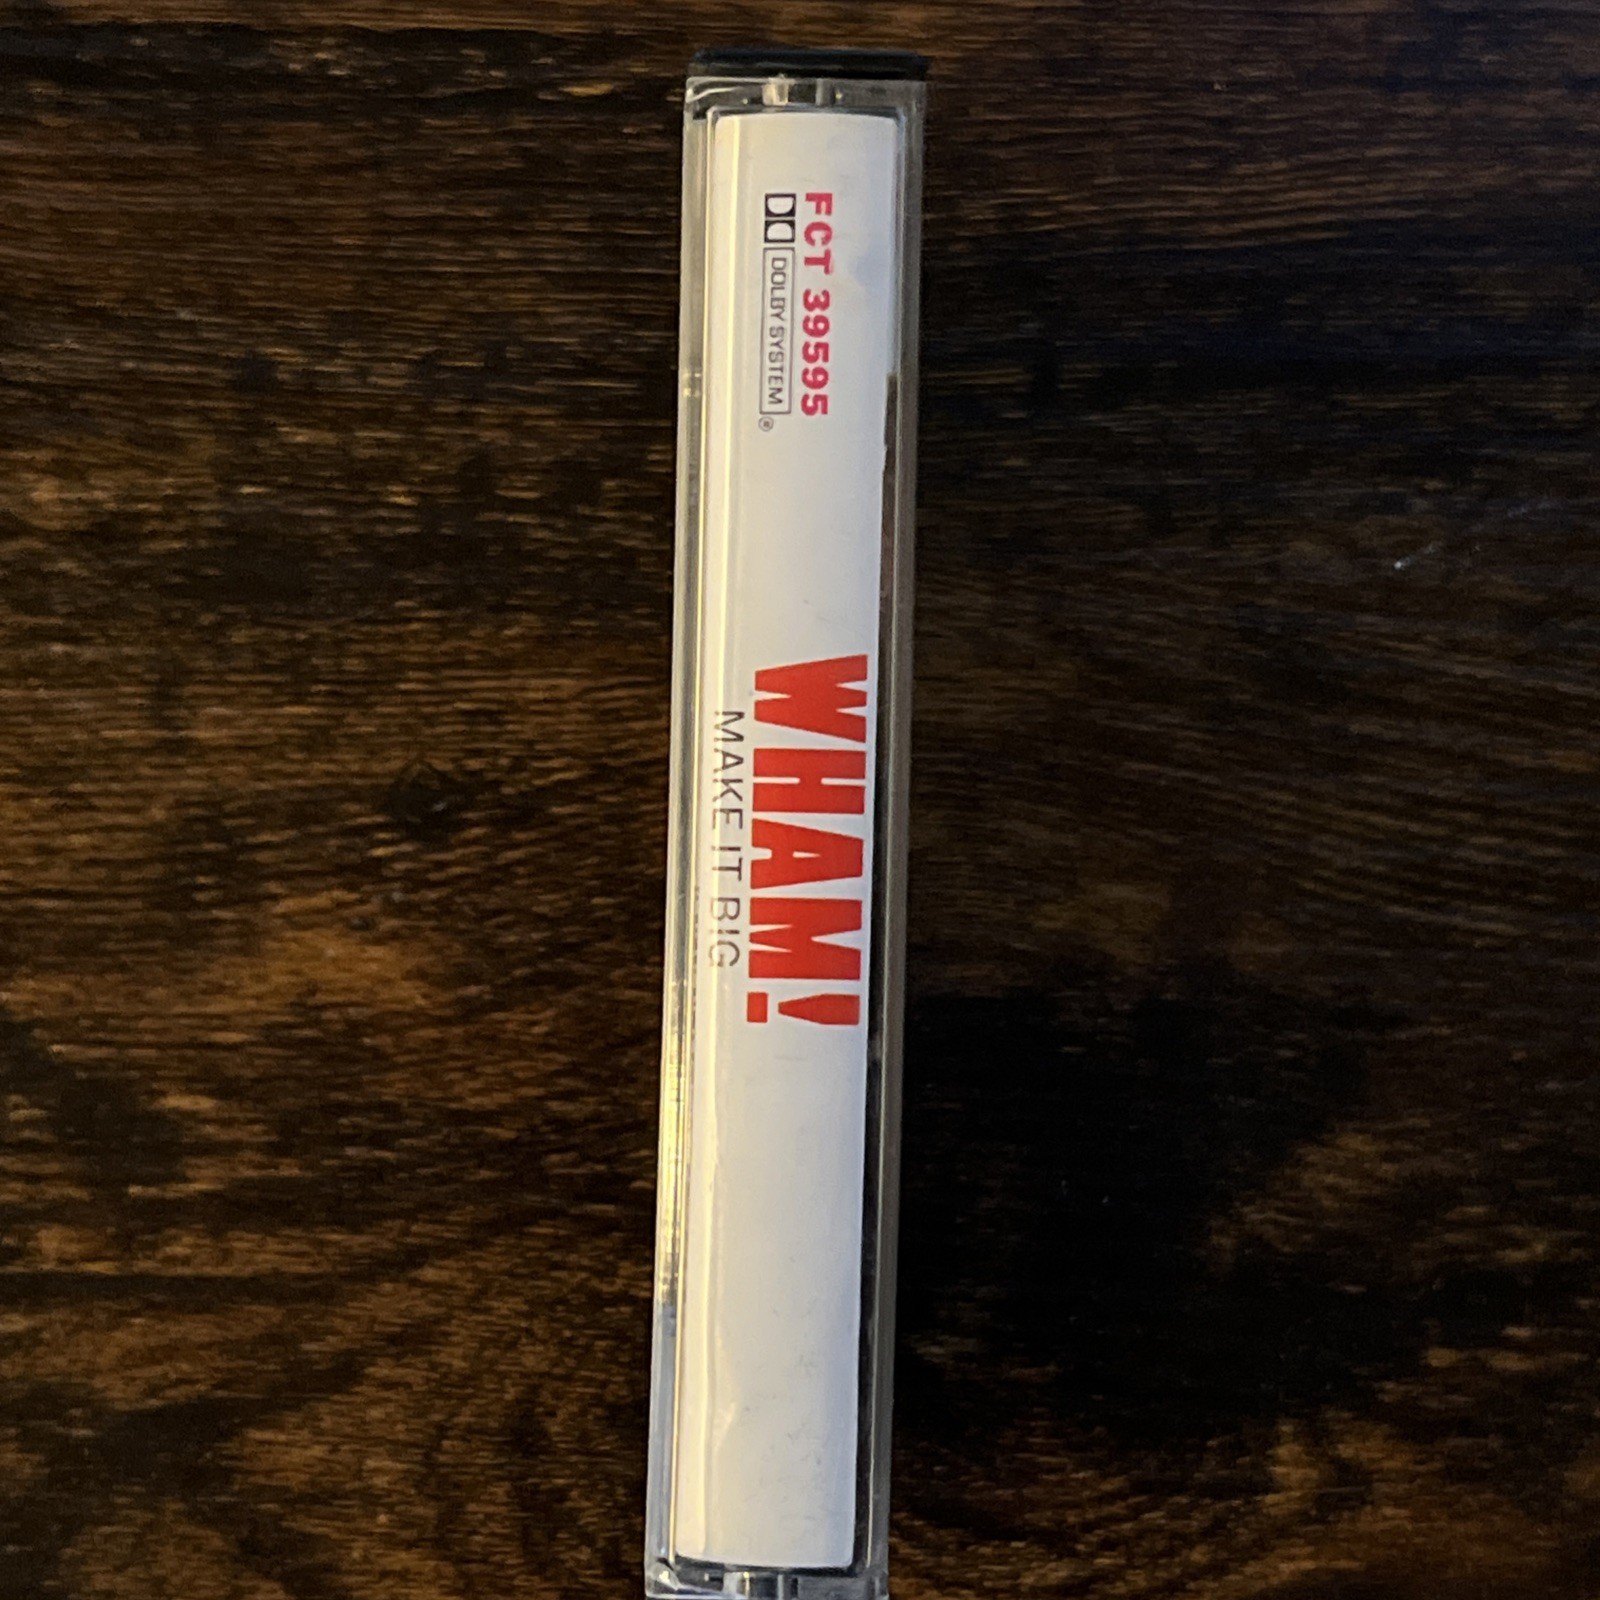 FCT 39595
DOLBY SYSTEM®
WHAM!
MAKE IT BIG